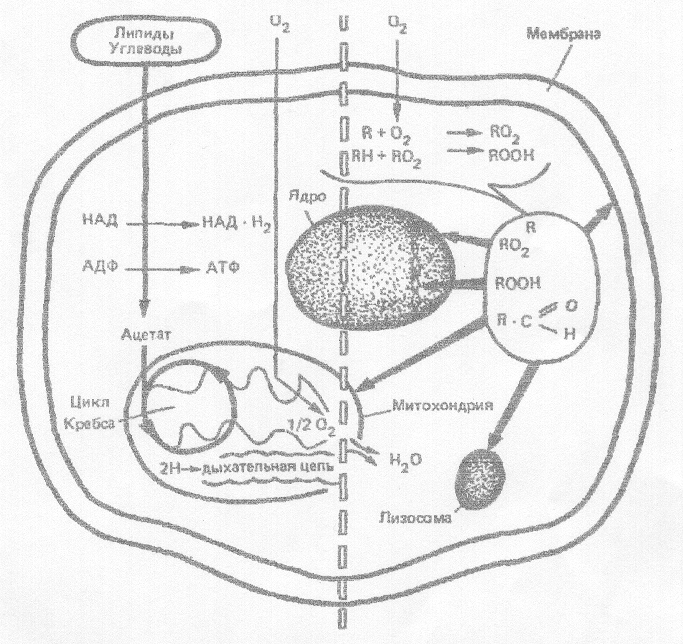 Липиды
Углеводы
O₂
O₂
Мембрана
R + O₂ → RO₂
RH + RO₂ → ROOH
Ядро
НАД → НАД · H₂
АДФ → АТФ
R
RO₂
ROOH
R · C
O
H
Ацетат
Цикл
Кребса
1/2 O₂
Митохондрия
2H → дыхательная цепь
H₂O
Лизосома